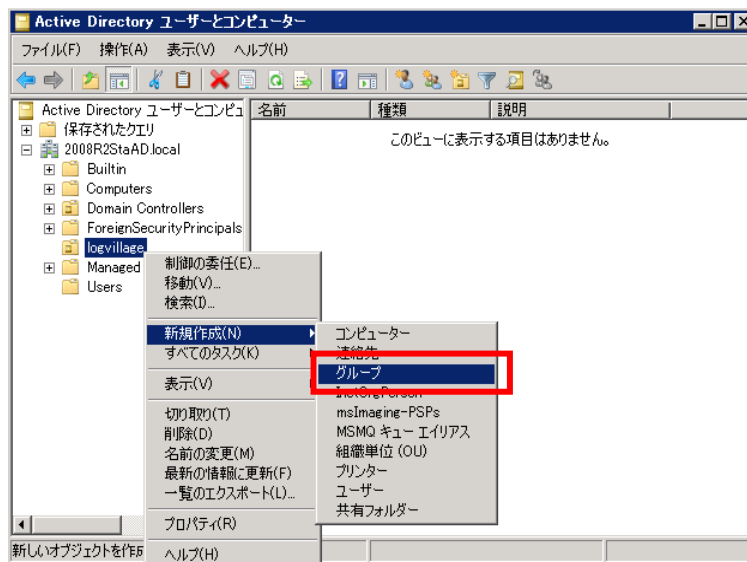 Active Directory ユーザーとコンピューター
ファイル(F) 操作(A) 表示(V) ヘルプ(H)
Active Directory ユーザーとコンピュ
名前 種類 説明
保存されたクエリ
このビューに表示する項目はありません。
2008R2StaAD.local
Builtin
Computers
Domain Controllers
ForeignSecurityPrincipals
logvillage
Managed
Users
制御の委任(E)...
移動(V)...
検索(I)...
新規作成(N)
すべてのタスク(K)
表示(V)
切り取り(T)
削除(D)
名前の変更(M)
最新の情報に更新(F)
一覧のエクスポート(L)...
プロパティ(R)
ヘルプ(H)
コンピューター
連絡先
グループ
InetOrgPerson
msImaging-PSPs
MSMQ キュー エイリアス
組織単位 (OU)
プリンター
ユーザー
共有フォルダー
新しいオブジェクトを作成